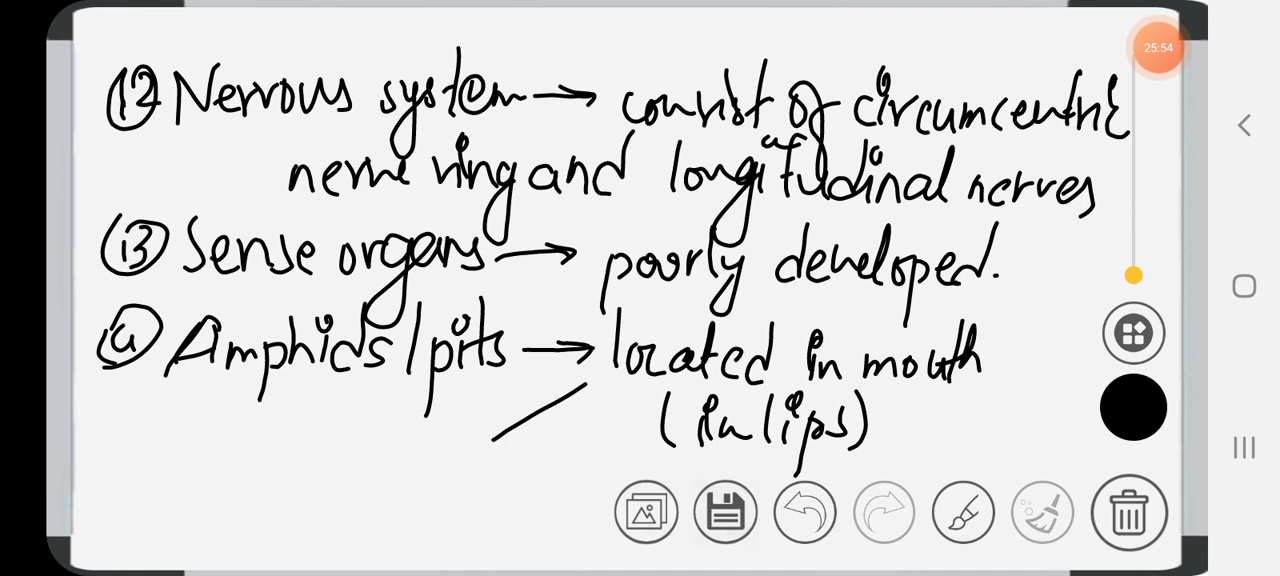 25:54
⑫ Nervous system → consist of circumcentric
nerve ring and longitudinal nerves
⑬ Sense organs → poorly developed.
ⓐ Amphids/pits → located in mouth
(in lips)